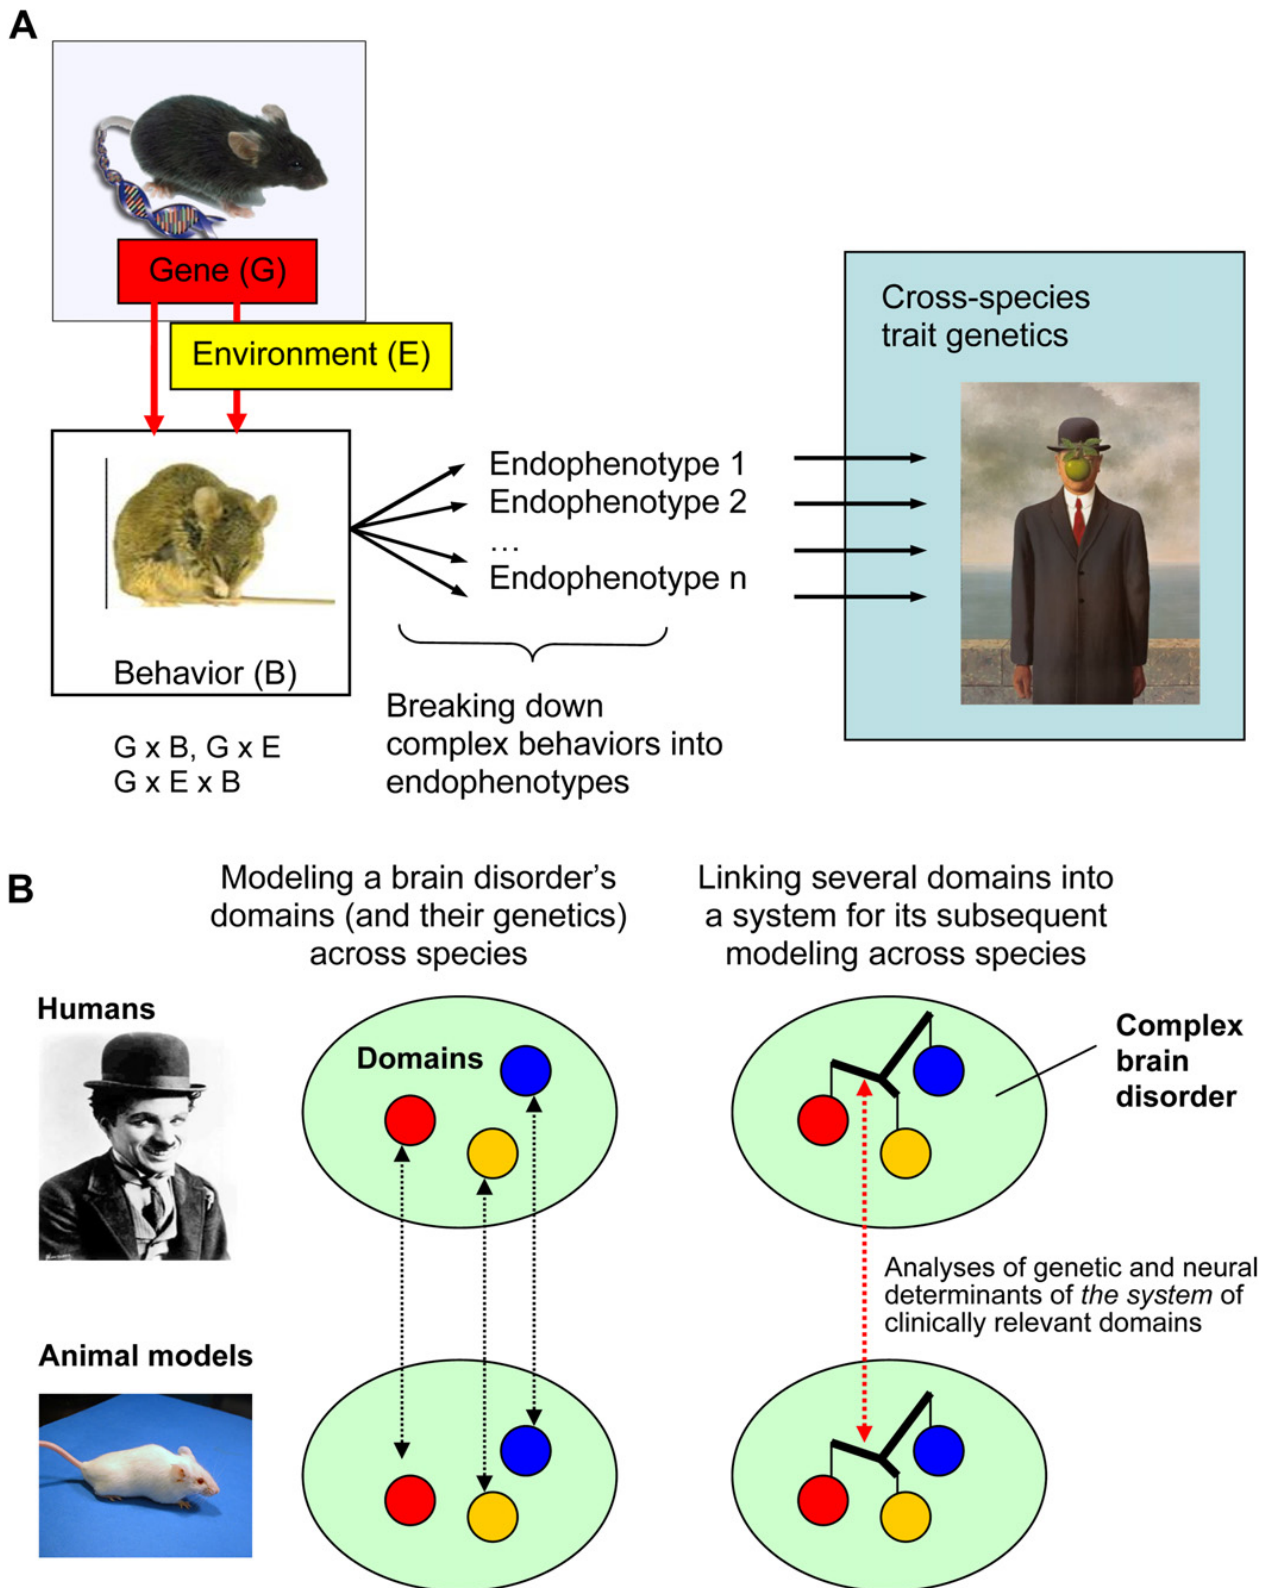 A
Gene (G)
Environment (E)
Behavior (B)
G x B, G x E
G x E x B
Endophenotype 1
Endophenotype 2
...
Endophenotype n
Breaking down
complex behaviors into
endophenotypes
Cross-species
trait genetics
B
Modeling a brain disorder's
domains (and their genetics)
across species
Linking several domains into
a system for its subsequent
modeling across species
Humans
Domains
Complex
brain
disorder
Analyses of genetic and neural
determinants of the system of
clinically relevant domains
Animal models